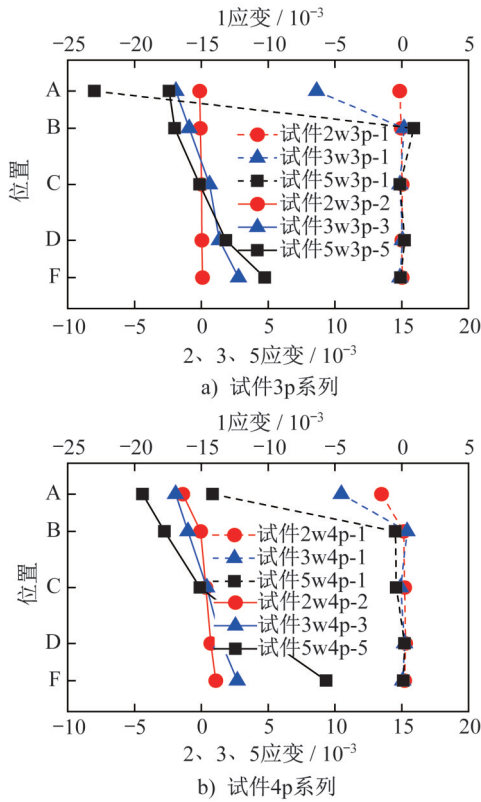 1应变 / 10⁻³
−25 −20 −15 −10 −5 0 5
A
B
C
D
F
位置
试件2w3p-1
试件3w3p-1
试件5w3p-1
试件2w3p-2
试件3w3p-3
试件5w3p-5
−10 −5 0 5 10 15 20
2、3、5应变 / 10⁻³
a) 试件3p系列
1应变 / 10⁻³
−25 −20 −15 −10 −5 0 5
A
B
C
D
F
位置
试件2w4p-1
试件3w4p-1
试件5w4p-1
试件2w4p-2
试件3w4p-3
试件5w4p-5
−10 −5 0 5 10 15 20
2、3、5应变 / 10⁻³
b) 试件4p系列